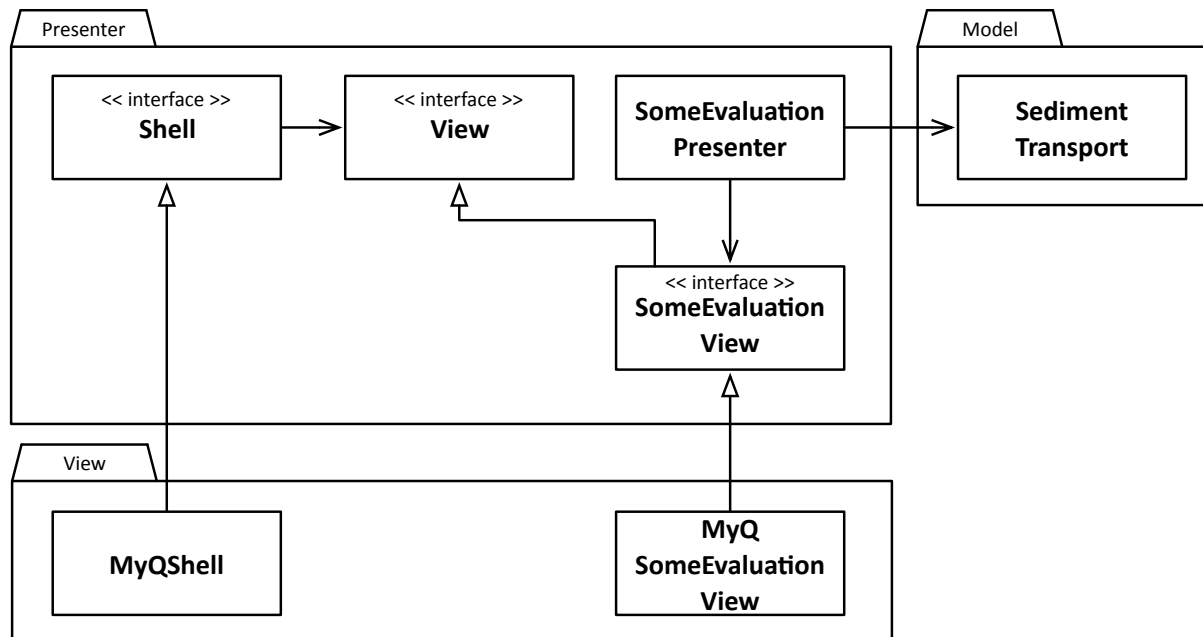 Presenter
Model
<< interface >>
Shell
<< interface >>
View
SomeEvaluation
Presenter
Sediment
Transport
<< interface >>
SomeEvaluation
View
View
MyQShell
MyQ
SomeEvaluation
View